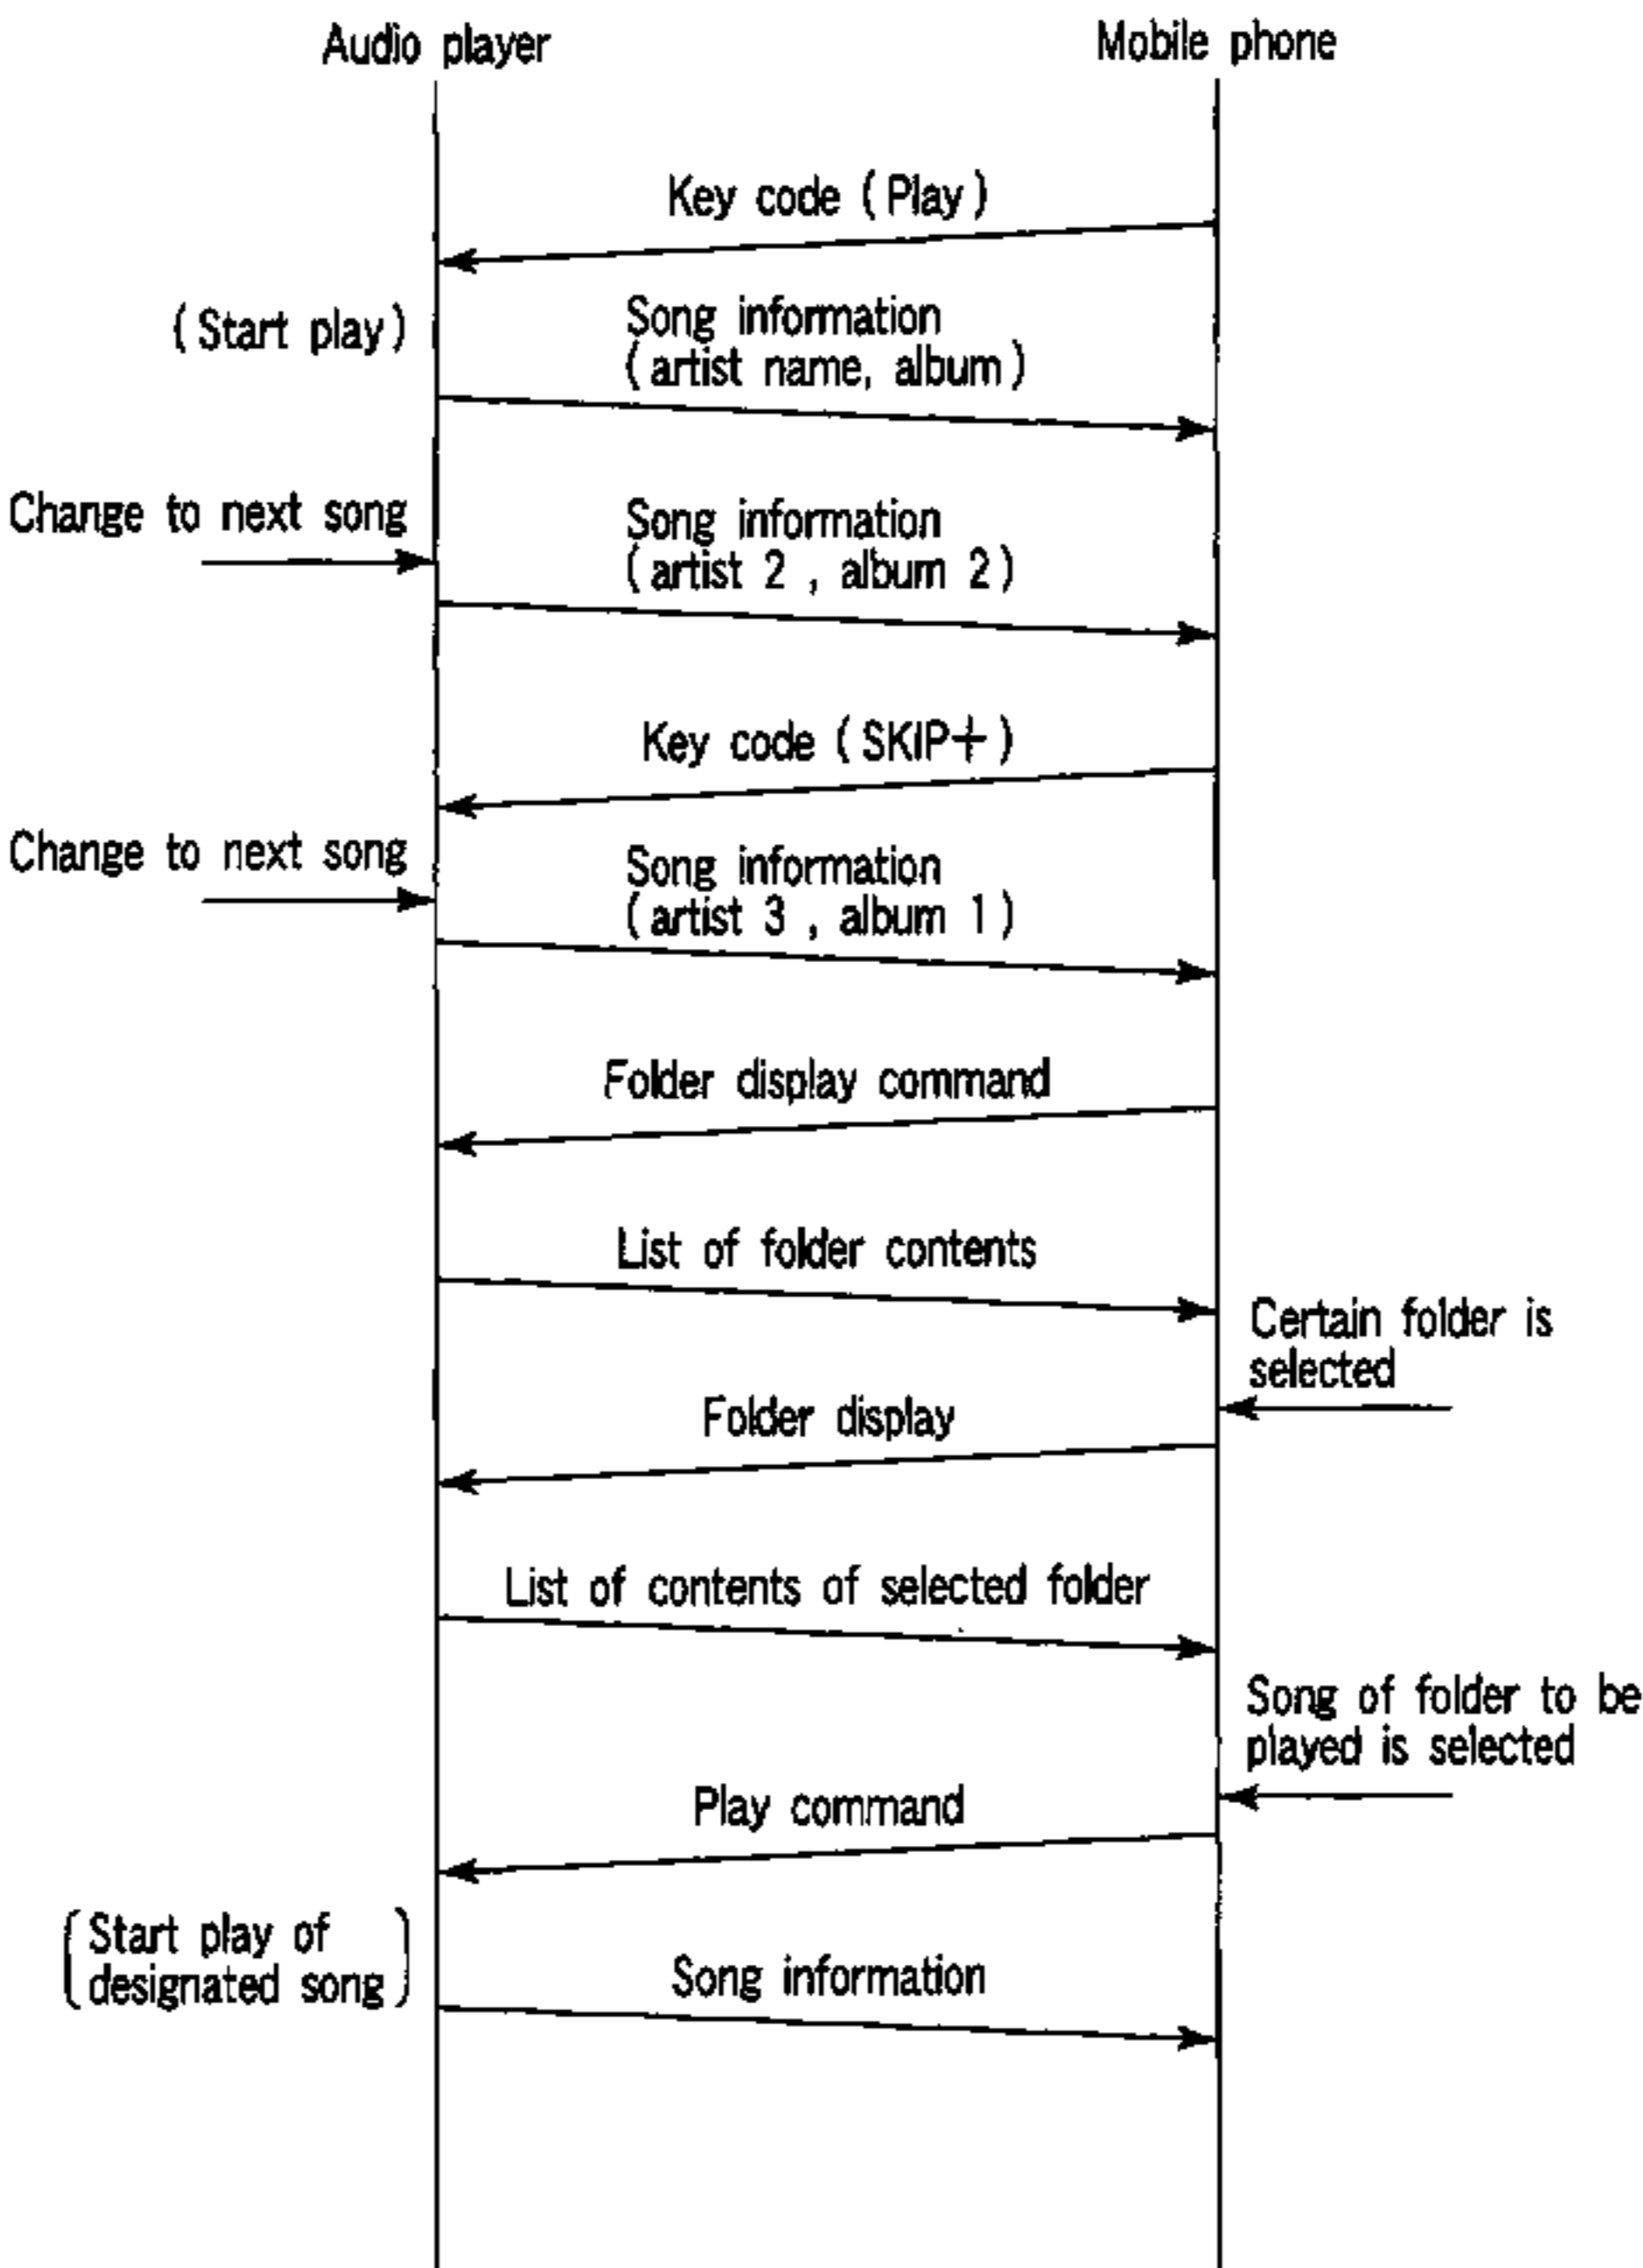 Audio player
Mobile phone
Key code (Play)
(Start play)
Song information
(artist name, album)
Change to next song
Song information
(artist 2 , album 2)
Key code (SKIP+)
Change to next song
Song information
(artist 3 , album 1)
Folder display command
List of folder contents
Certain folder is
selected
Folder display
List of contents of selected folder
Song of folder to be
played is selected
Play command
(Start play of
designated song)
Song information